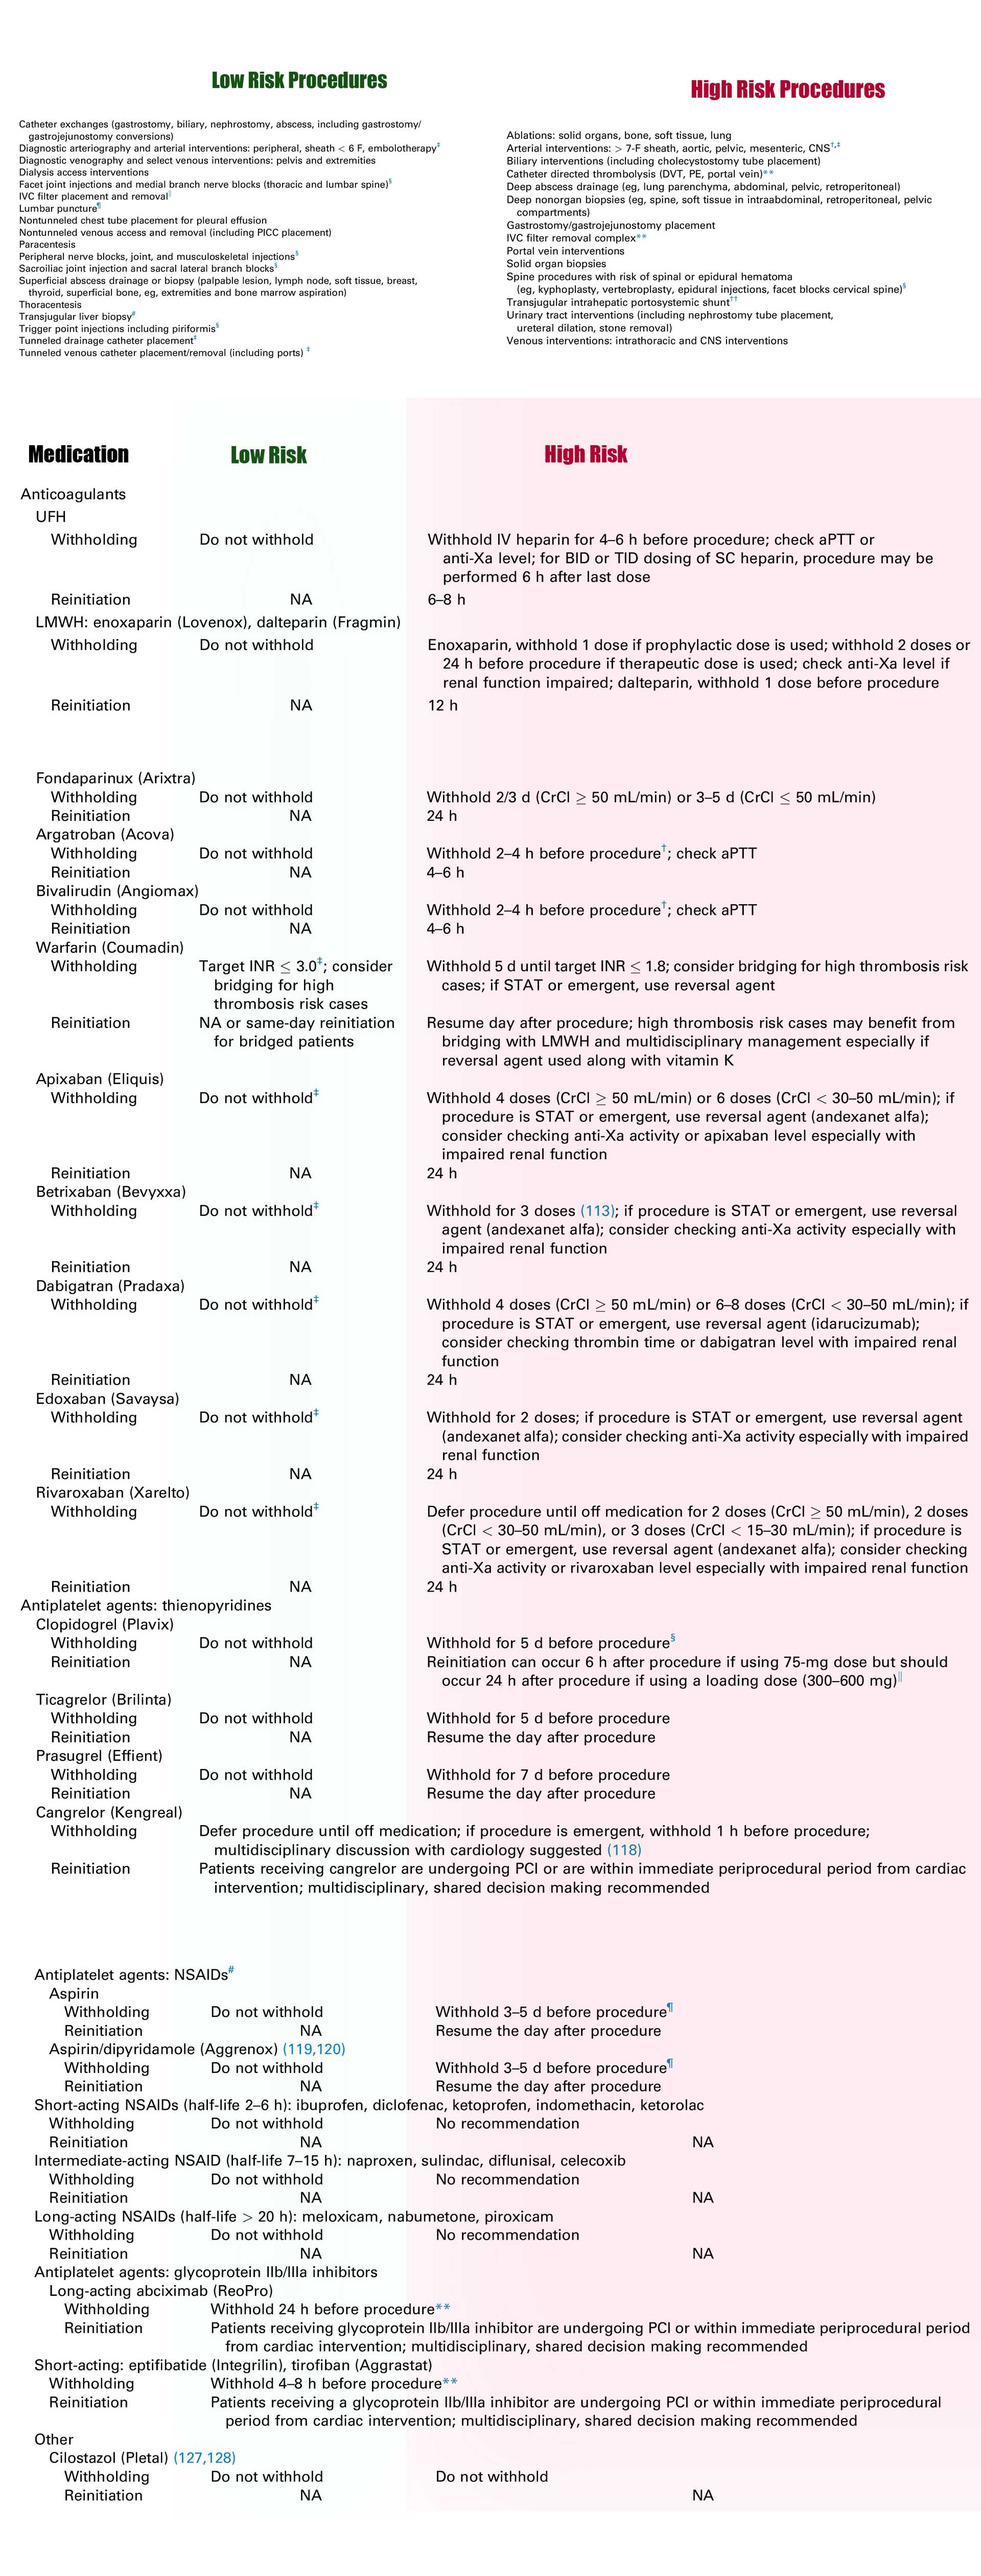 Low Risk Procedures
Catheter exchanges (gastrostomy, biliary, nephrostomy, abscess, including gastrostomy/
gastrojejunostomy conversions)
Diagnostic arteriography and arterial interventions: peripheral, sheath < 6 F, embolotherapy‡
Diagnostic venography and select venous interventions: pelvis and extremities
Dialysis access interventions
Facet joint injections and medial branch nerve blocks (thoracic and lumbar spine)§
IVC filter placement and removal||
Lumbar puncture¶
Nontunneled chest tube placement for pleural effusion
Nontunneled venous access and removal (including PICC placement)
Paracentesis
Peripheral nerve blocks, joint, and musculoskeletal injections§
Sacroiliac joint injection and sacral lateral branch blocks§
Superficial abscess drainage or biopsy (palpable lesion, lymph node, soft tissue, breast,
thyroid, superficial bone, eg, extremities and bone marrow aspiration)
Thoracentesis
Transjugular liver biopsy#
Trigger point injections including piriformis§
Tunneled drainage catheter placement‡
Tunneled venous catheter placement/removal (including ports) ‡
High Risk Procedures
Ablations: solid organs, bone, soft tissue, lung
Arterial interventions: > 7-F sheath, aortic, pelvic, mesenteric, CNS†,‡
Biliary interventions (including cholecystostomy tube placement)
Catheter directed thrombolysis (DVT, PE, portal vein)**
Deep abscess drainage (eg, lung parenchyma, abdominal, pelvic, retroperitoneal)
Deep nonorgan biopsies (eg, spine, soft tissue in intraabdominal, retroperitoneal, pelvic
compartments)
Gastrostomy/gastrojejunostomy placement
IVC filter removal complex**
Portal vein interventions
Solid organ biopsies
Spine procedures with risk of spinal or epidural hematoma
(eg, kyphoplasty, vertebroplasty, epidural injections, facet blocks cervical spine)§
Transjugular intrahepatic portosystemic shunt††
Urinary tract interventions (including nephrostomy tube placement,
ureteral dilation, stone removal)
Venous interventions: intrathoracic and CNS interventions
Medication Low Risk High Risk
Anticoagulants
UFH
Withholding Do not withhold Withhold IV heparin for 4–6 h before procedure; check aPTT or
anti-Xa level; for BID or TID dosing of SC heparin, procedure may be
performed 6 h after last dose
Reinitiation NA 6–8 h
LMWH: enoxaparin (Lovenox), dalteparin (Fragmin)
Withholding Do not withhold Enoxaparin, withhold 1 dose if prophylactic dose is used; withhold 2 doses or
24 h before procedure if therapeutic dose is used; check anti-Xa level if
renal function impaired; dalteparin, withhold 1 dose before procedure
Reinitiation NA 12 h
Fondaparinux (Arixtra)
Withholding Do not withhold Withhold 2/3 d (CrCl ≥ 50 mL/min) or 3–5 d (CrCl ≤ 50 mL/min)
Reinitiation NA 24 h
Argatroban (Acova)
Withholding Do not withhold Withhold 2–4 h before procedure†; check aPTT
Reinitiation NA 4–6 h
Bivalirudin (Angiomax)
Withholding Do not withhold Withhold 2–4 h before procedure†; check aPTT
Reinitiation NA 4–6 h
Warfarin (Coumadin)
Withholding Target INR ≤ 3.0‡; consider Withhold 5 d until target INR ≤ 1.8; consider bridging for high thrombosis risk
bridging for high cases; if STAT or emergent, use reversal agent
thrombosis risk cases
Reinitiation NA or same-day reinitiation Resume day after procedure; high thrombosis risk cases may benefit from
for bridged patients bridging with LMWH and multidisciplinary management especially if
reversal agent used along with vitamin K
Apixaban (Eliquis)
Withholding Do not withhold‡ Withhold 4 doses (CrCl ≥ 50 mL/min) or 6 doses (CrCl < 30–50 mL/min); if
procedure is STAT or emergent, use reversal agent (andexanet alfa);
consider checking anti-Xa activity or apixaban level especially with
impaired renal function
Reinitiation NA 24 h
Betrixaban (Bevyxxa)
Withholding Do not withhold‡ Withhold for 3 doses (113); if procedure is STAT or emergent, use reversal
agent (andexanet alfa); consider checking anti-Xa activity especially with
impaired renal function
Reinitiation NA 24 h
Dabigatran (Pradaxa)
Withholding Do not withhold‡ Withhold 4 doses (CrCl ≥ 50 mL/min) or 6–8 doses (CrCl < 30–50 mL/min); if
procedure is STAT or emergent, use reversal agent (idarucizumab);
consider checking thrombin time or dabigatran level with impaired renal
function
Reinitiation NA 24 h
Edoxaban (Savaysa)
Withholding Do not withhold‡ Withhold for 2 doses; if procedure is STAT or emergent, use reversal agent
(andexanet alfa); consider checking anti-Xa activity especially with impaired
renal function
Reinitiation NA 24 h
Rivaroxaban (Xarelto)
Withholding Do not withhold‡ Defer procedure until off medication for 2 doses (CrCl ≥ 50 mL/min), 2 doses
(CrCl < 30–50 mL/min), or 3 doses (CrCl < 15–30 mL/min); if procedure is
STAT or emergent, use reversal agent (andexanet alfa); consider checking
anti-Xa activity or rivaroxaban level especially with impaired renal function
Reinitiation NA 24 h
Antiplatelet agents: thienopyridines
Clopidogrel (Plavix)
Withholding Do not withhold Withhold for 5 d before procedure§
Reinitiation NA Reinitiation can occur 6 h after procedure if using 75-mg dose but should
occur 24 h after procedure if using a loading dose (300–600 mg)||
Ticagrelor (Brilinta)
Withholding Do not withhold Withhold for 5 d before procedure
Reinitiation NA Resume the day after procedure
Prasugrel (Effient)
Withholding Do not withhold Withhold for 7 d before procedure
Reinitiation NA Resume the day after procedure
Cangrelor (Kengreal)
Withholding Defer procedure until off medication; if procedure is emergent, withhold 1 h before procedure;
multidisciplinary discussion with cardiology suggested (118)
Reinitiation Patients receiving cangrelor are undergoing PCI or are within immediate periprocedural period from cardiac
intervention; multidisciplinary, shared decision making recommended
Antiplatelet agents: NSAIDs#
Aspirin
Withholding Do not withhold Withhold 3–5 d before procedure¶
Reinitiation NA Resume the day after procedure
Aspirin/dipyridamole (Aggrenox) (119,120)
Withholding Do not withhold Withhold 3–5 d before procedure¶
Reinitiation NA Resume the day after procedure
Short-acting NSAIDs (half-life 2–6 h): ibuprofen, diclofenac, ketoprofen, indomethacin, ketorolac
Withholding Do not withhold No recommendation
Reinitiation NA NA
Intermediate-acting NSAID (half-life 7–15 h): naproxen, sulindac, diflunisal, celecoxib
Withholding Do not withhold No recommendation
Reinitiation NA NA
Long-acting NSAIDs (half-life > 20 h): meloxicam, nabumetone, piroxicam
Withholding Do not withhold No recommendation
Reinitiation NA NA
Antiplatelet agents: glycoprotein IIb/IIIa inhibitors
Long-acting abciximab (ReoPro)
Withholding Withhold 24 h before procedure**
Reinitiation Patients receiving glycoprotein IIb/IIIa inhibitor are undergoing PCI or within immediate periprocedural period
from cardiac intervention; multidisciplinary, shared decision making recommended
Short-acting: eptifibatide (Integrilin), tirofiban (Aggrastat)
Withholding Withhold 4–8 h before procedure**
Reinitiation Patients receiving a glycoprotein IIb/IIIa inhibitor are undergoing PCI or within immediate periprocedural
period from cardiac intervention; multidisciplinary, shared decision making recommended
Other
Cilostazol (Pletal) (127,128)
Withholding Do not withhold Do not withhold
Reinitiation NA NA